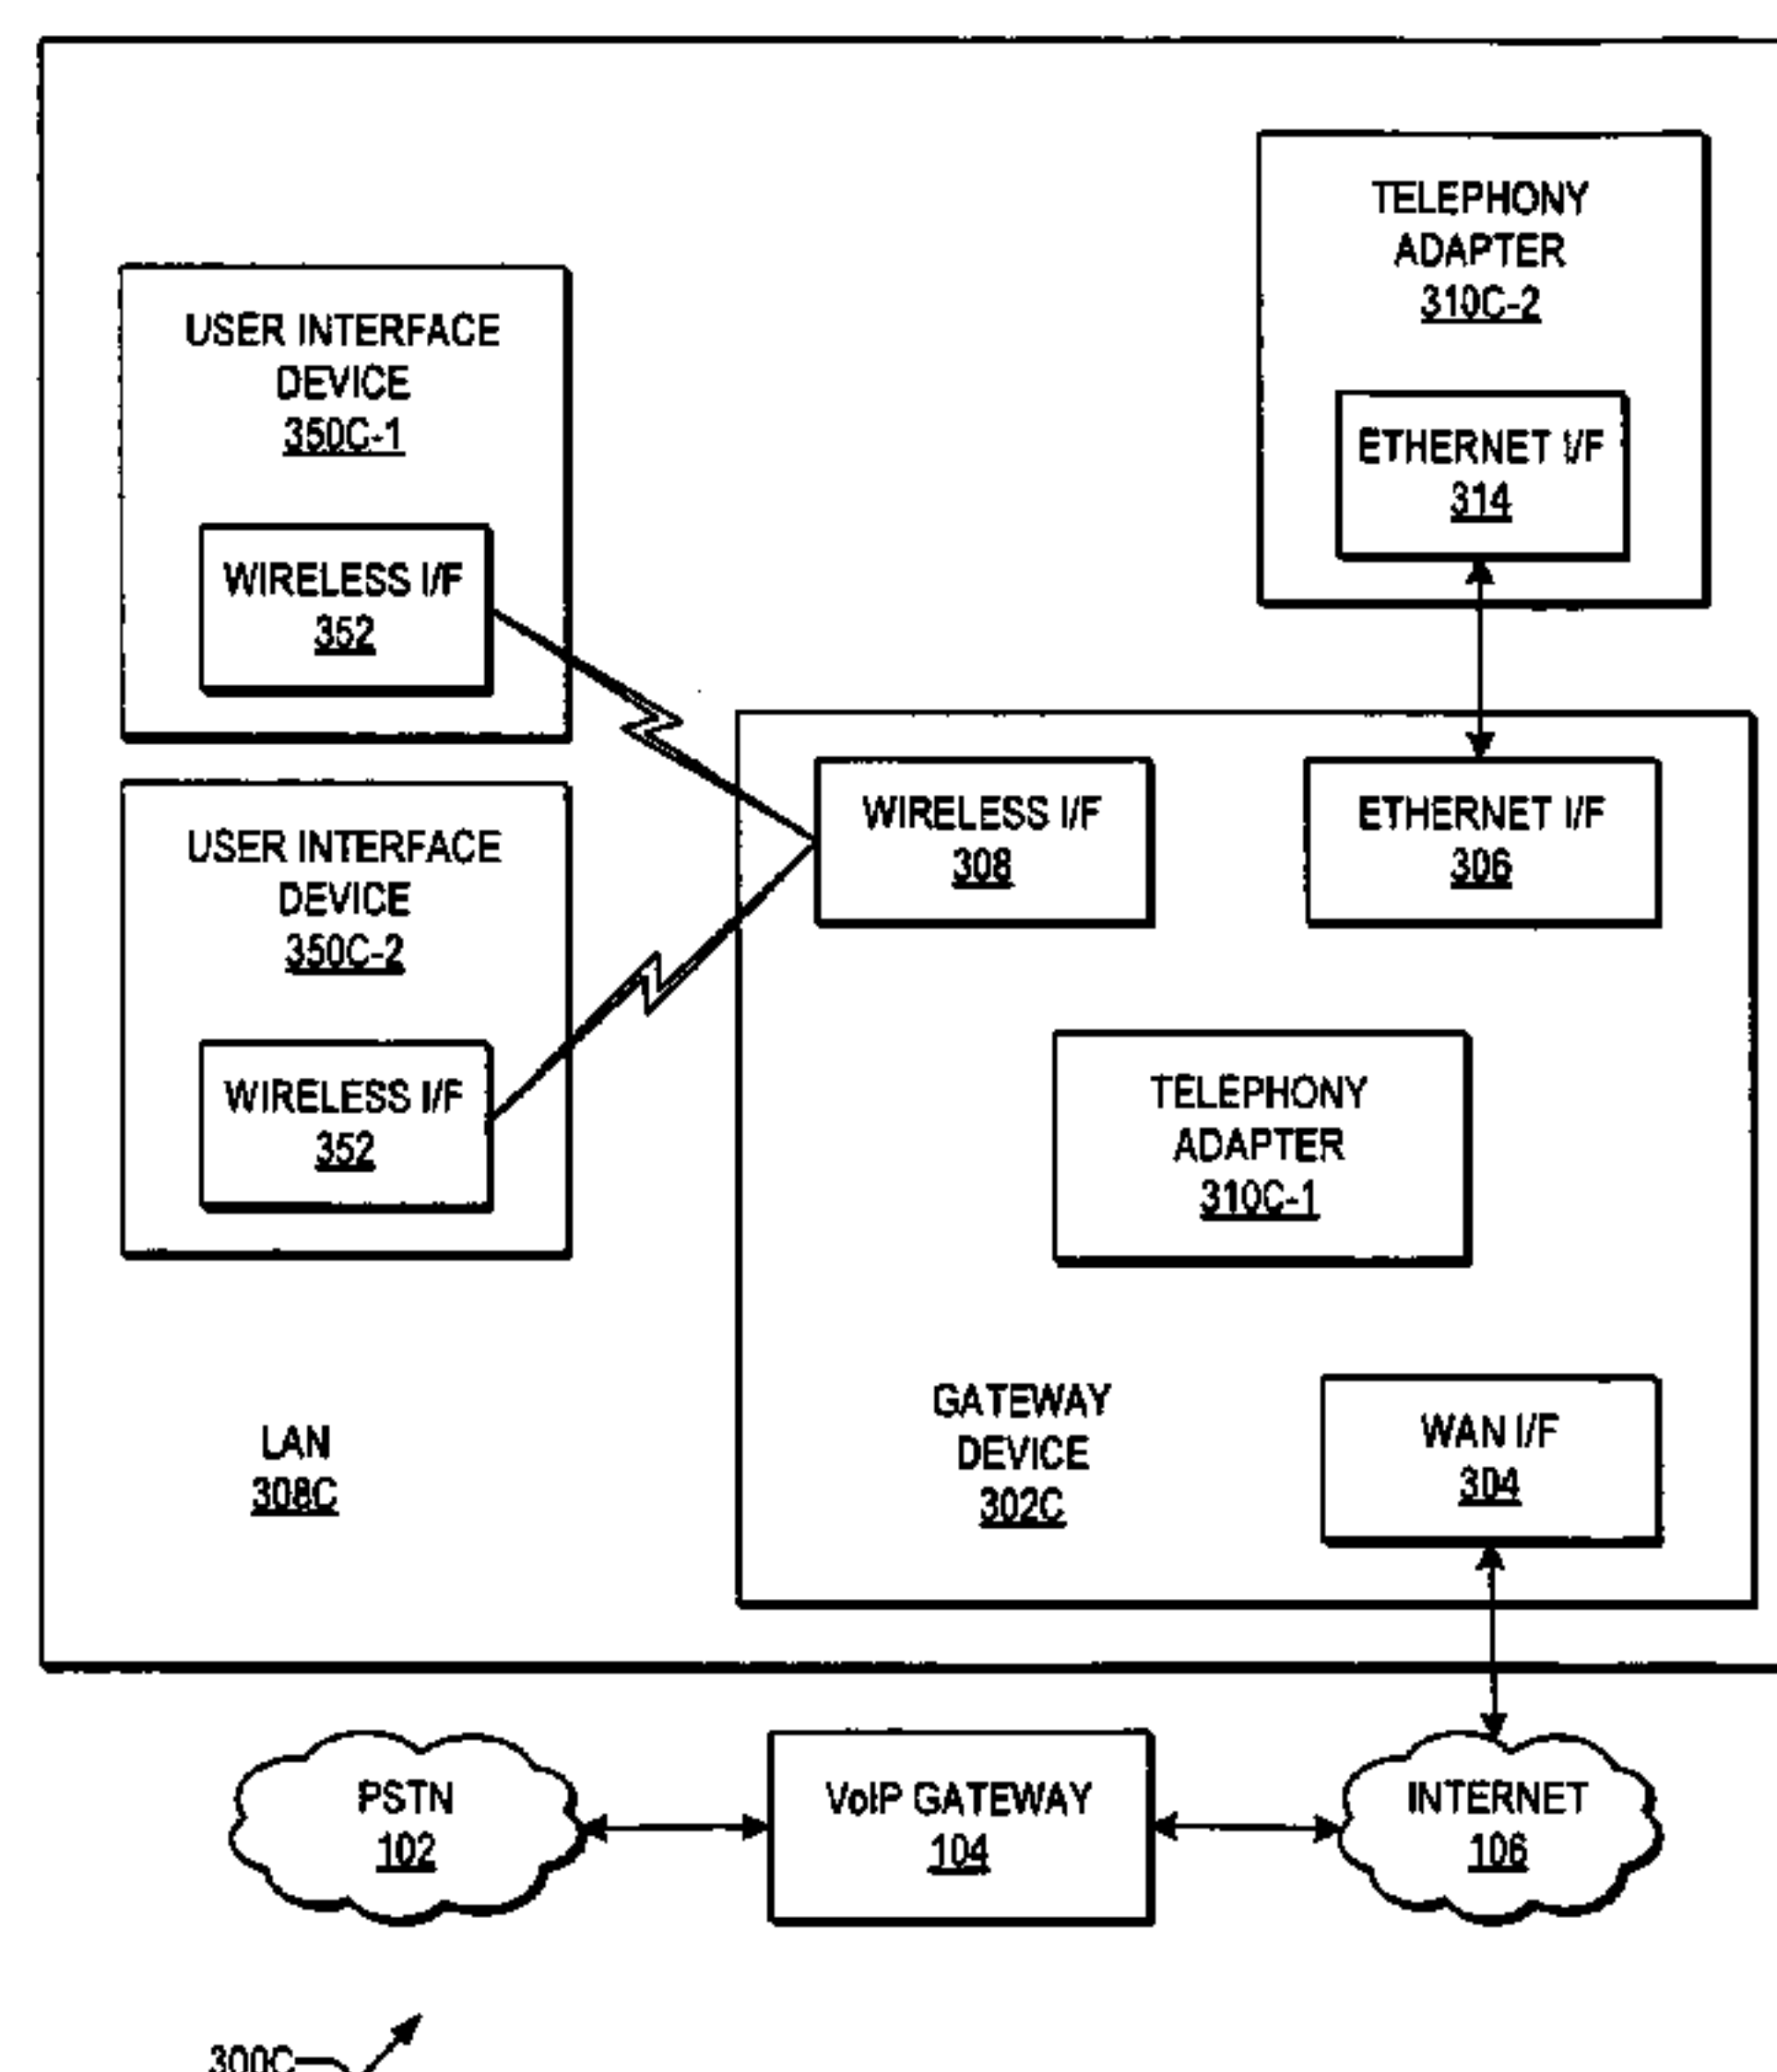 TELEPHONY
ADAPTER
310C-2
ETHERNET I/F
314
USER INTERFACE
DEVICE
350C-1
WIRELESS I/F
352
USER INTERFACE
DEVICE
350C-2
WIRELESS I/F
352
WIRELESS I/F
308
ETHERNET I/F
306
TELEPHONY
ADAPTER
310C-1
GATEWAY
DEVICE
302C
WAN I/F
304
LAN
308C
PSTN
102
VoIP GATEWAY
104
INTERNET
106
300C